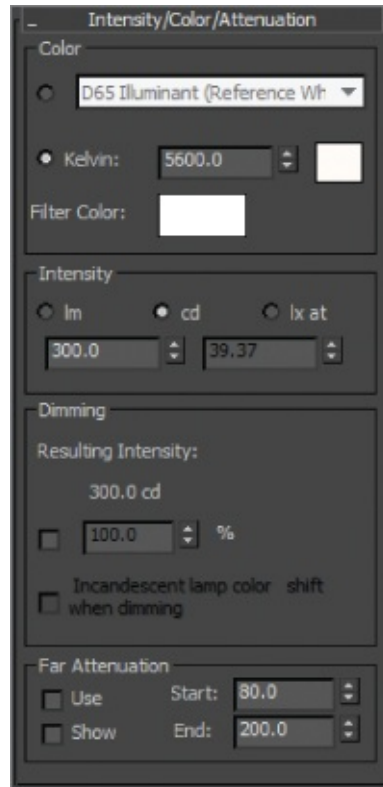 Intensity/Color/Attenuation
Color
D65 Illuminant (Reference Wh
Kelvin: 5600.0
Filter Color:
Intensity
lm cd lx at
300.0 39.37
Dimming
Resulting Intensity:
300.0 cd
100.0 %
Incandescent lamp color shift
when dimming
Far Attenuation
Use Start: 80.0
Show End: 200.0